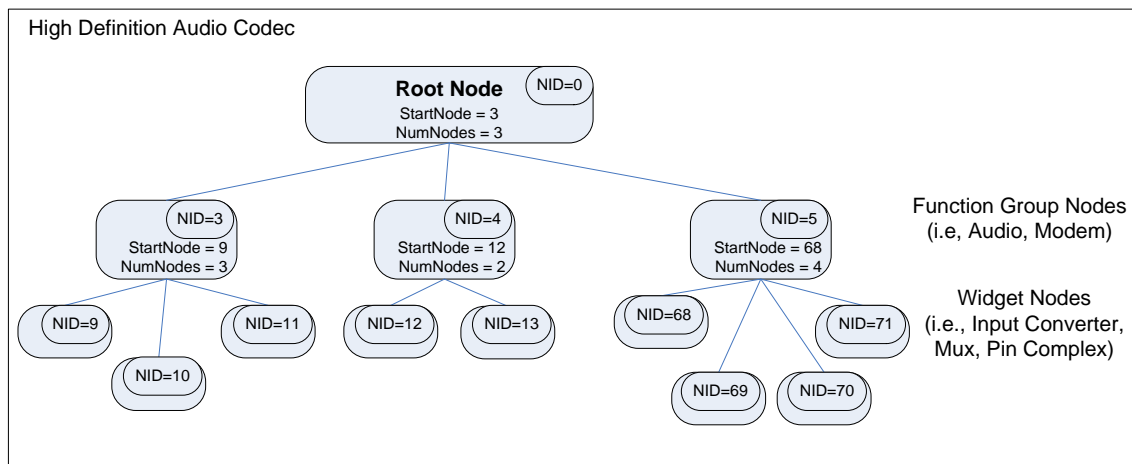 High Definition Audio Codec
NID=0
Root Node
StartNode = 3
NumNodes = 3
NID=3
StartNode = 9
NumNodes = 3
NID=4
StartNode = 12
NumNodes = 2
NID=5
StartNode = 68
NumNodes = 4
Function Group Nodes
(i.e, Audio, Modem)
NID=9
NID=10
NID=11
NID=12
NID=13
NID=68
NID=69
NID=70
NID=71
Widget Nodes
(i.e., Input Converter,
Mux, Pin Complex)